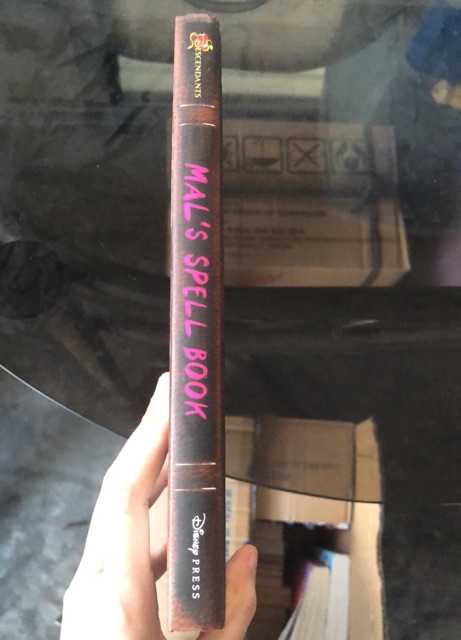 DESCENDANTS
MAL'S SPELL BOOK
DISNEY PRESS